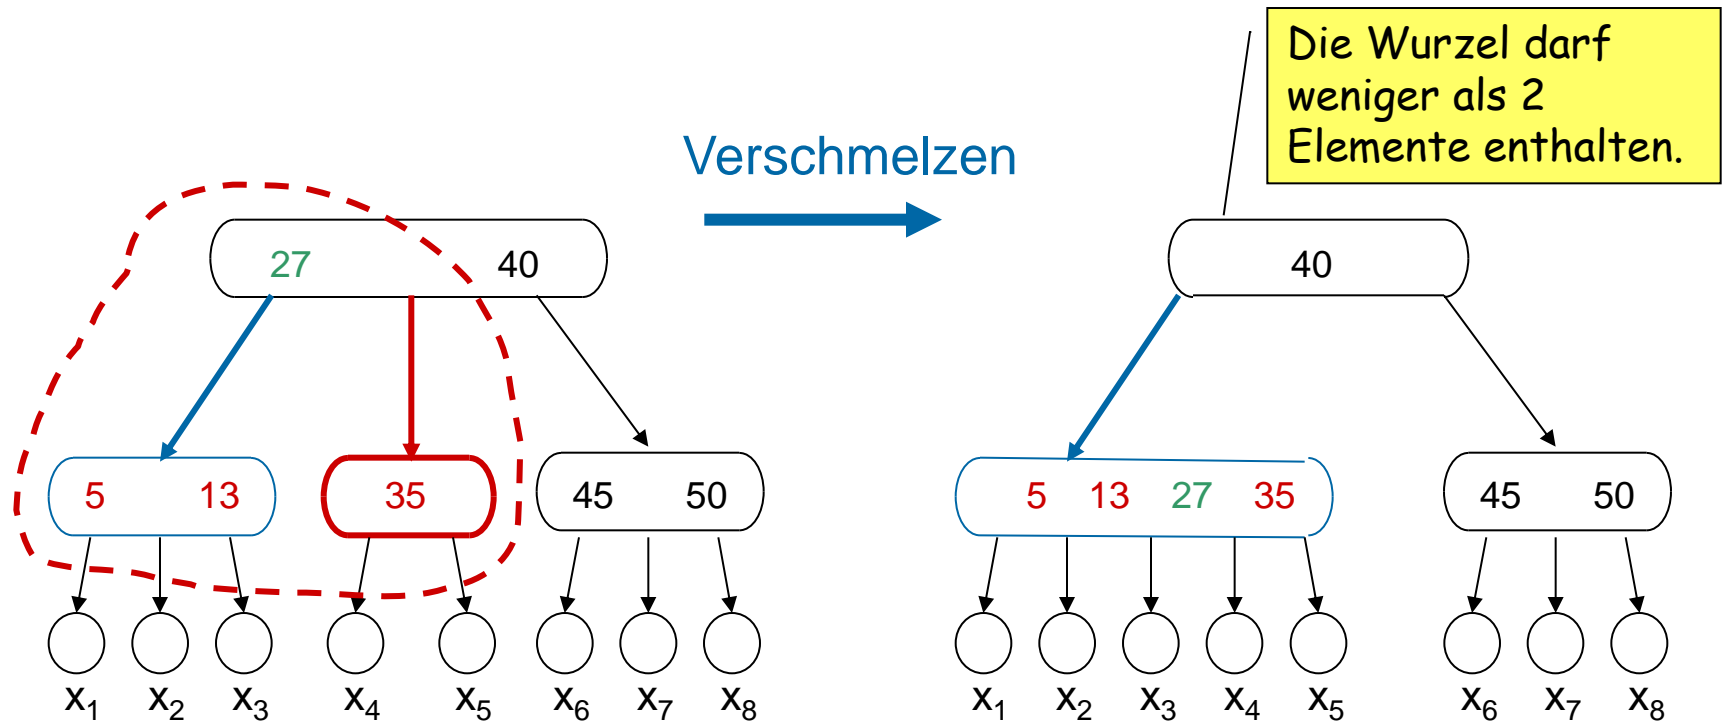 Die Wurzel darf
weniger als 2
Elemente enthalten.
Verschmelzen
27 40
40
5 13 35 45 50
5 13 27 35 45 50
x₁ x₂ x₃ x₄ x₅ x₆ x₇ x₈
x₁ x₂ x₃ x₄ x₅ x₆ x₇ x₈